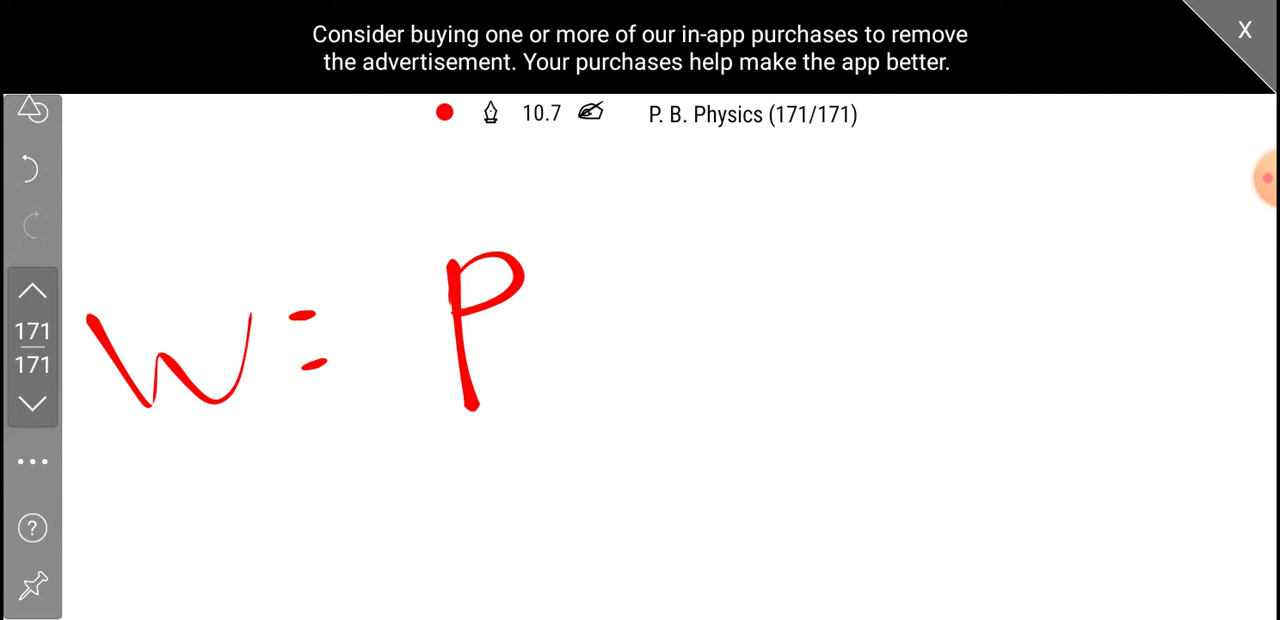 Consider buying one or more of our in-app purchases to remove
the advertisement. Your purchases help make the app better.
X
10.7 P. B. Physics (171/171)
W = P
171
171
?